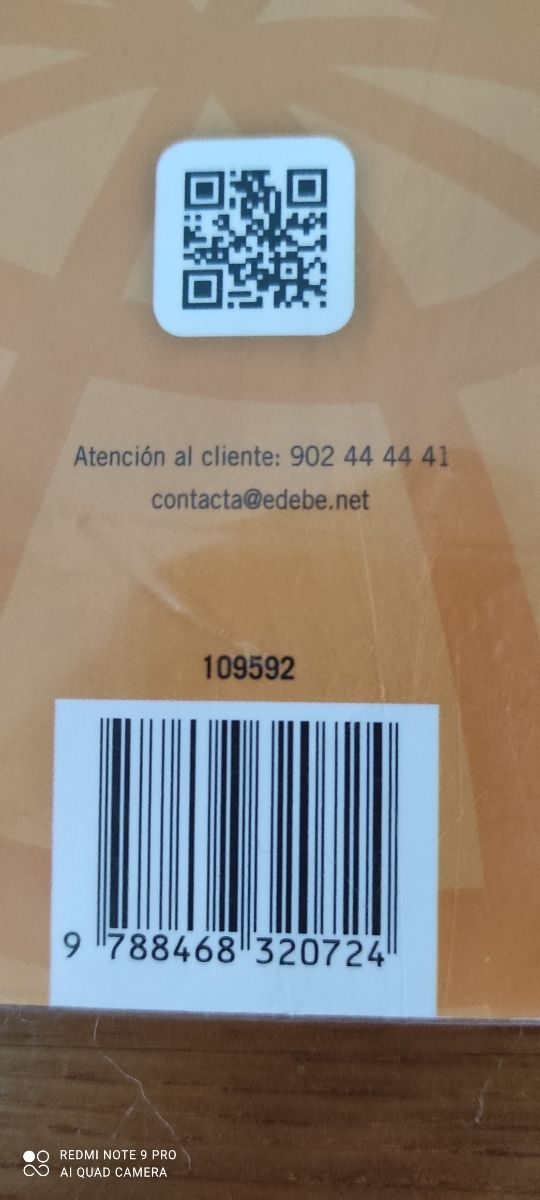 Atención al cliente: 902 44 44 41
contacta@edebe.net
109592
9 788468 320724
REDMI NOTE 9 PRO
AI QUAD CAMERA